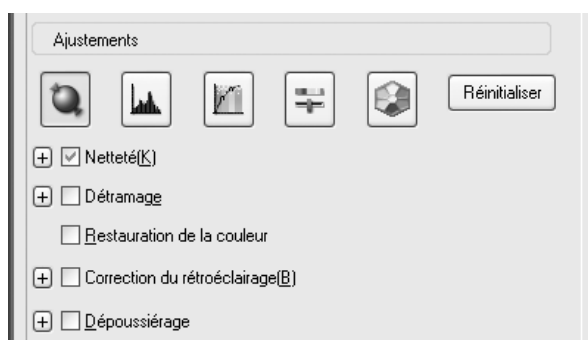 Ajustements
Réinitialiser
Netteté(K)
Détramage
Restauration de la couleur
Correction du rétroéclairage(B)
Dépoussiérage